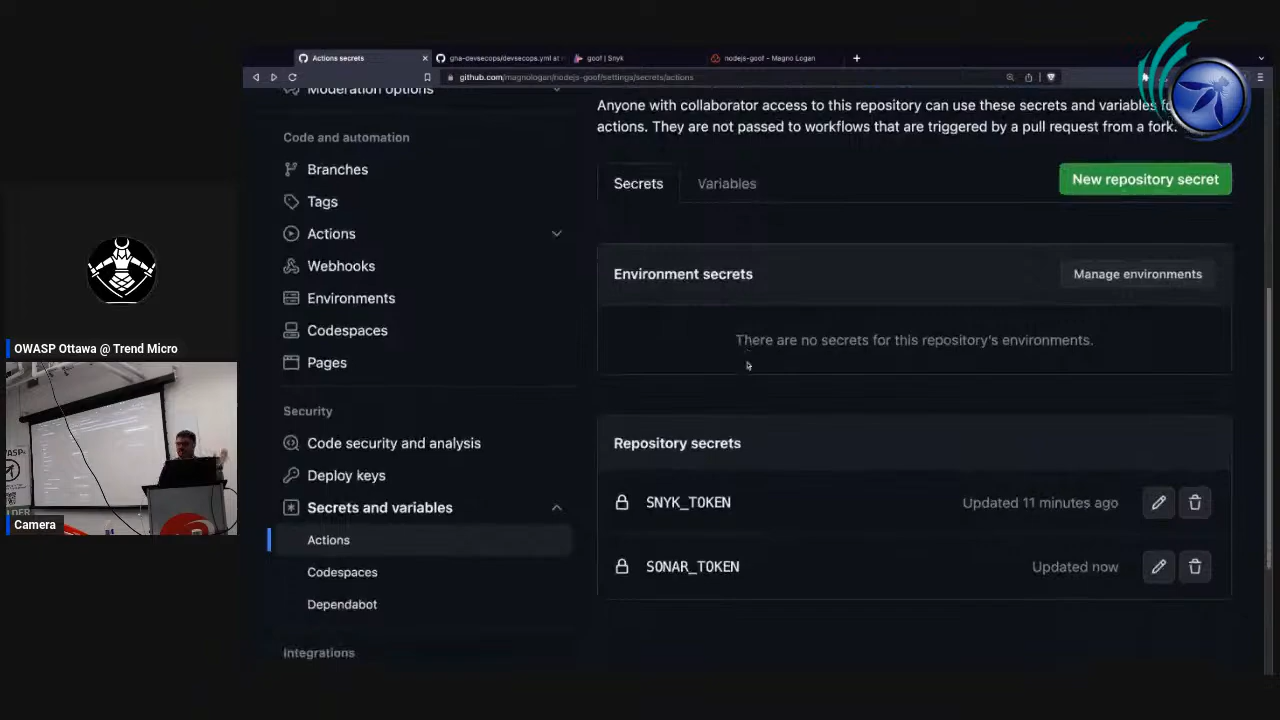 Actions secrets
gha-devsecops/devsecops.yml at
goof | Snyk
nodejs-goof - Magno Logan
github.com/magnologan/nodejs-goof/settings/secrets/actions
Moderation options
Code and automation
Branches
Tags
Actions
Webhooks
Environments
Codespaces
Pages
Security
Code security and analysis
Deploy keys
Secrets and variables
Actions
Codespaces
Dependabot
Integrations
Anyone with collaborator access to this repository can use these secrets and variables
actions. They are not passed to workflows that are triggered by a pull request from a fork.
Secrets
Variables
New repository secret
Environment secrets
Manage environments
There are no secrets for this repository's environments.
Repository secrets
SNYK_TOKEN
Updated 11 minutes ago
SONAR_TOKEN
Updated now
OWASP Ottawa @ Trend Micro
Camera